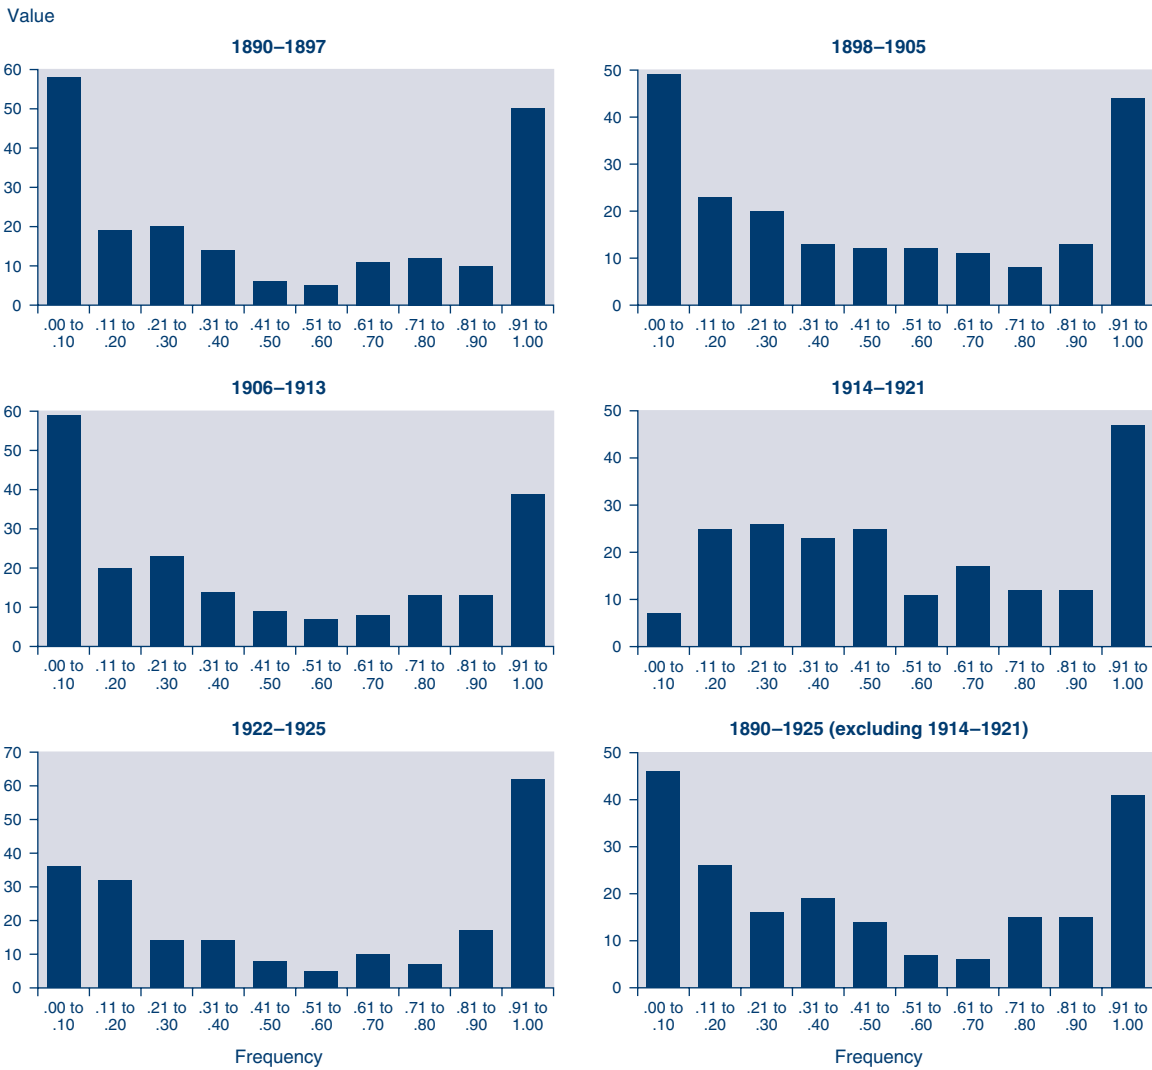 Value
1890–1897
60
50
40
30
20
10
0
.00 to .11 to .21 to .31 to .41 to .51 to .61 to .71 to .81 to .91 to
.10 .20 .30 .40 .50 .60 .70 .80 .90 1.00
1898–1905
50
40
30
20
10
0
.00 to .11 to .21 to .31 to .41 to .51 to .61 to .71 to .81 to .91 to
.10 .20 .30 .40 .50 .60 .70 .80 .90 1.00
1906–1913
60
50
40
30
20
10
0
.00 to .11 to .21 to .31 to .41 to .51 to .61 to .71 to .81 to .91 to
.10 .20 .30 .40 .50 .60 .70 .80 .90 1.00
1914–1921
50
40
30
20
10
0
.00 to .11 to .21 to .31 to .41 to .51 to .61 to .71 to .81 to .91 to
.10 .20 .30 .40 .50 .60 .70 .80 .90 1.00
1922–1925
70
60
50
40
30
20
10
0
.00 to .11 to .21 to .31 to .41 to .51 to .61 to .71 to .81 to .91 to
.10 .20 .30 .40 .50 .60 .70 .80 .90 1.00
Frequency
1890–1925 (excluding 1914–1921)
50
40
30
20
10
0
.00 to .11 to .21 to .31 to .41 to .51 to .61 to .71 to .81 to .91 to
.10 .20 .30 .40 .50 .60 .70 .80 .90 1.00
Frequency